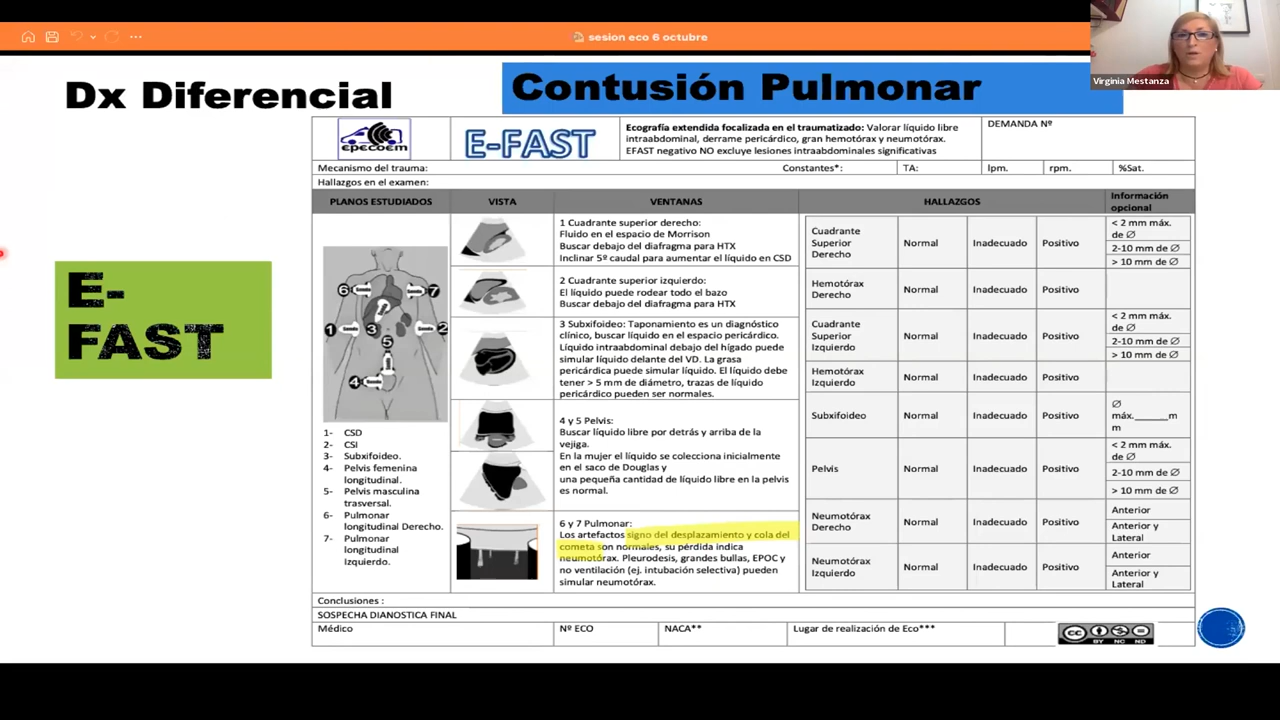 sesion eco 6 octubre
Virginia Mestanza
Dx Diferencial
Contusión Pulmonar
E-
FAST
epecoem
E-FAST
Ecografía extendida focalizada en el traumatizado: Valorar líquido libre
intraabdominal, derrame pericárdico, gran hemotórax y neumotórax.
EFAST negativo NO excluye lesiones intraabdominales significativas
DEMANDA Nº
Mecanismo del trauma:
Constantes*:
TA:
lpm.
rpm.
%Sat.
Hallazgos en el examen:
PLANOS ESTUDIADOS
VISTA
VENTANAS
HALLAZGOS
Información
opcional
6
7
1
3
2
5
4
1- CSD
2- CSI
3- Subxifoideo.
4- Pelvis femenina
longitudinal.
5- Pelvis masculina
trasversal.
6- Pulmonar
longitudinal Derecho.
7- Pulmonar
longitudinal
Izquierdo.
1 Cuadrante superior derecho:
Fluido en el espacio de Morrison
Buscar debajo del diafragma para HTX
Inclinar 5º caudal para aumentar el líquido en CSD
2 Cuadrante superior izquierdo:
El líquido puede rodear todo el bazo
Buscar debajo del diafragma para HTX
3 Subxifoideo: Taponamiento es un diagnóstico
clínico, buscar líquido en el espacio pericárdico.
Líquido intraabdominal debajo del hígado puede
simular líquido delante del VD. La grasa
pericárdica puede simular líquido. El líquido debe
tener > 5 mm de diámetro, trazas de líquido
pericárdico pueden ser normales.
4 y 5 Pelvis:
Buscar líquido libre por detrás y arriba de la
vejiga.
En la mujer el líquido se colecciona inicialmente
en el saco de Douglas y
una pequeña cantidad de líquido libre en la pelvis
es normal.
6 y 7 Pulmonar:
Los artefactos signo del desplazamiento y cola del
cometa son normales, su pérdida indica
neumotórax. Pleurodesis, grandes bullas, EPOC y
no ventilación (ej. intubación selectiva) pueden
simular neumotórax.
Cuadrante
Superior
Derecho
Normal
Inadecuado
Positivo
< 2 mm máx.
de Ø
2-10 mm de Ø
> 10 mm de Ø
Hemotórax
Derecho
Normal
Inadecuado
Positivo
Cuadrante
Superior
Izquierdo
Normal
Inadecuado
Positivo
< 2 mm máx.
de Ø
2-10 mm de Ø
> 10 mm de Ø
Hemotórax
Izquierdo
Normal
Inadecuado
Positivo
Subxifoideo
Normal
Inadecuado
Positivo
Ø
máx.______m
m
Pelvis
Normal
Inadecuado
Positivo
< 2 mm máx.
de Ø
2-10 mm de Ø
> 10 mm de Ø
Neumotórax
Derecho
Normal
Inadecuado
Positivo
Anterior
Anterior y
Lateral
Neumotórax
Izquierdo
Normal
Inadecuado
Positivo
Anterior
Anterior y
Lateral
Conclusiones :
SOSPECHA DIANOSTICA FINAL
Médico
Nº ECO
NACA**
Lugar de realización de Eco***
cc
BY NC ND